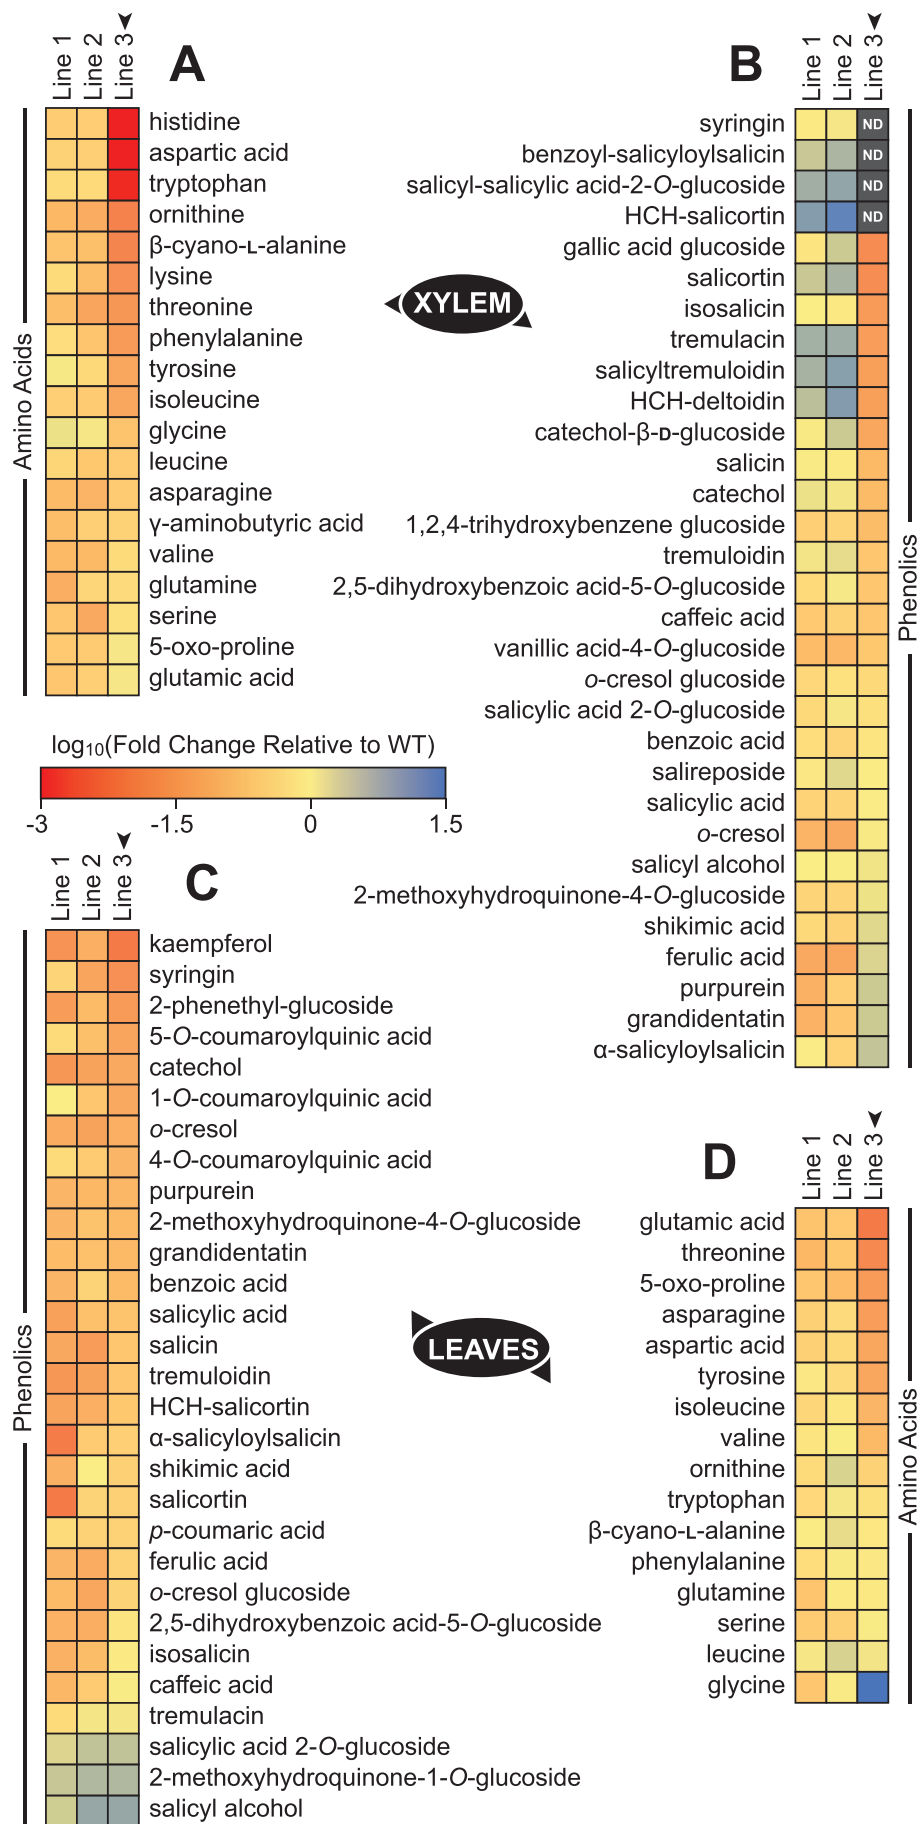 A
Line 1
Line 2
Line 3
Amino Acids
histidine
aspartic acid
tryptophan
ornithine
β-cyano-L-alanine
lysine
threonine
phenylalanine
tyrosine
isoleucine
glycine
leucine
asparagine
γ-aminobutyric acid
valine
glutamine
serine
5-oxo-proline
glutamic acid
XYLEM
B
Line 1
Line 2
Line 3
syringin ND
benzoyl-salicyloylsalicin ND
salicyl-salicylic acid-2-O-glucoside ND
HCH-salicortin ND
gallic acid glucoside
salicortin
isosalicin
tremulacin
salicyltremuloidin
HCH-deltoidin
catechol-β-D-glucoside
salicin
catechol
1,2,4-trihydroxybenzene glucoside
tremuloidin
2,5-dihydroxybenzoic acid-5-O-glucoside
caffeic acid
vanillic acid-4-O-glucoside
o-cresol glucoside
salicylic acid 2-O-glucoside
benzoic acid
salireposide
salicylic acid
o-cresol
salicyl alcohol
2-methoxyhydroquinone-4-O-glucoside
shikimic acid
ferulic acid
purpurein
grandidentatin
α-salicyloylsalicin
Phenolics
log₁₀(Fold Change Relative to WT)
-3 -1.5 0 1.5
C
Line 1
Line 2
Line 3
Phenolics
kaempferol
syringin
2-phenethyl-glucoside
5-O-coumaroylquinic acid
catechol
1-O-coumaroylquinic acid
o-cresol
4-O-coumaroylquinic acid
purpurein
2-methoxyhydroquinone-4-O-glucoside
grandidentatin
benzoic acid
salicylic acid
salicin
tremuloidin
HCH-salicortin
α-salicyloylsalicin
shikimic acid
salicortin
p-coumaric acid
ferulic acid
o-cresol glucoside
2,5-dihydroxybenzoic acid-5-O-glucoside
isosalicin
caffeic acid
tremulacin
salicylic acid 2-O-glucoside
2-methoxyhydroquinone-1-O-glucoside
salicyl alcohol
LEAVES
D
Line 1
Line 2
Line 3
glutamic acid
threonine
5-oxo-proline
asparagine
aspartic acid
tyrosine
isoleucine
valine
ornithine
tryptophan
β-cyano-L-alanine
phenylalanine
glutamine
serine
leucine
glycine
Amino Acids